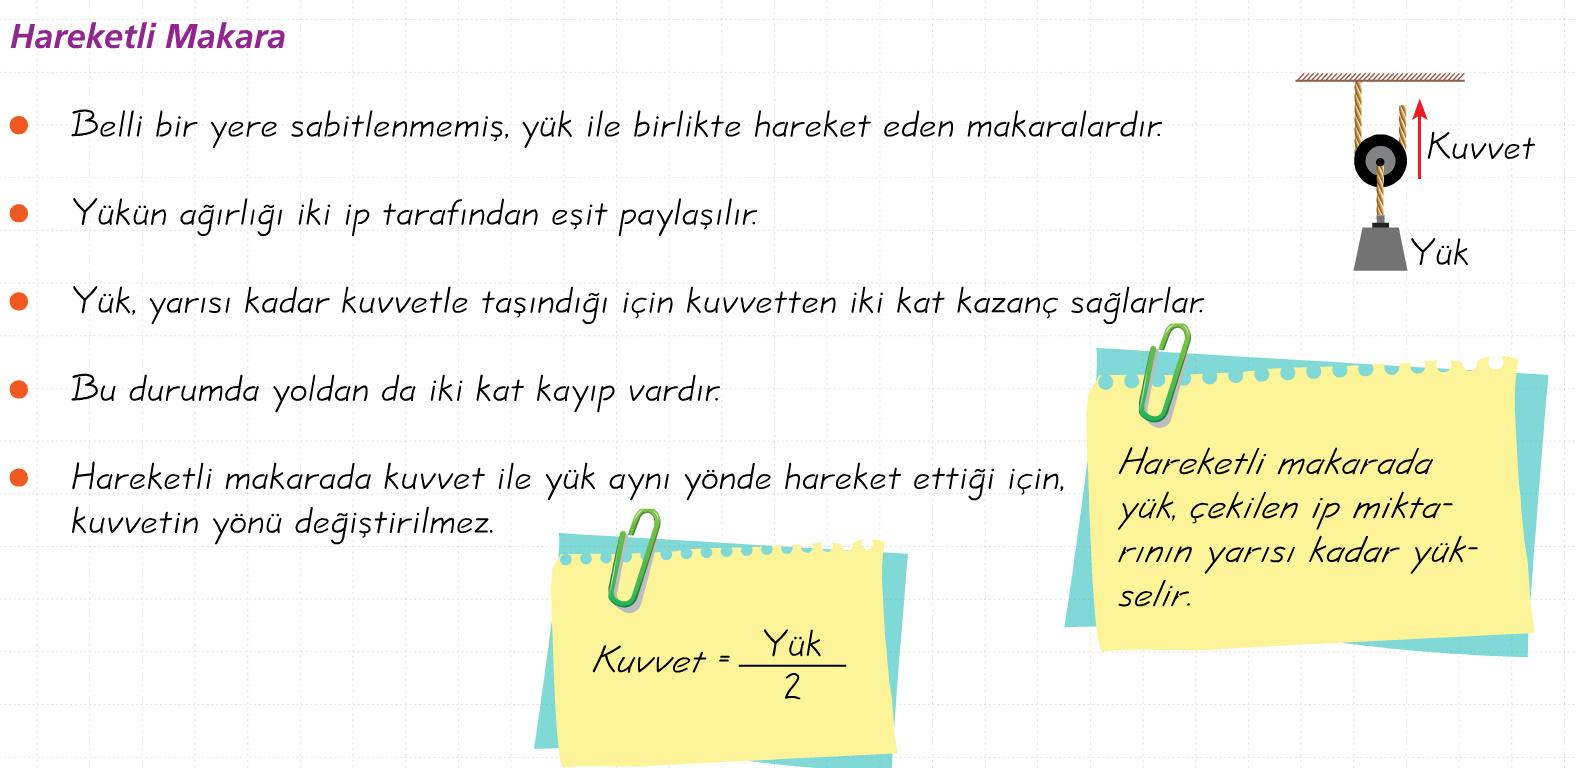 Hareketli Makara
Belli bir yere sabitlenmemiş, yük ile birlikte hareket eden makaralardır.
Yükün ağırlığı iki ip tarafından eşit paylaşılır.
Yük, yarısı kadar kuvvetle taşındığı için kuvvetten iki kat kazanç sağlarlar.
Bu durumda yoldan da iki kat kayıp vardır.
Hareketli makarada kuvvet ile yük aynı yönde hareket ettiği için,
kuvvetin yönü değiştirilmez.
Kuvvet
Yük
Hareketli makarada
yük, çekilen ip mikta-
rının yarısı kadar yük-
selir.
Kuvvet = Yük
2